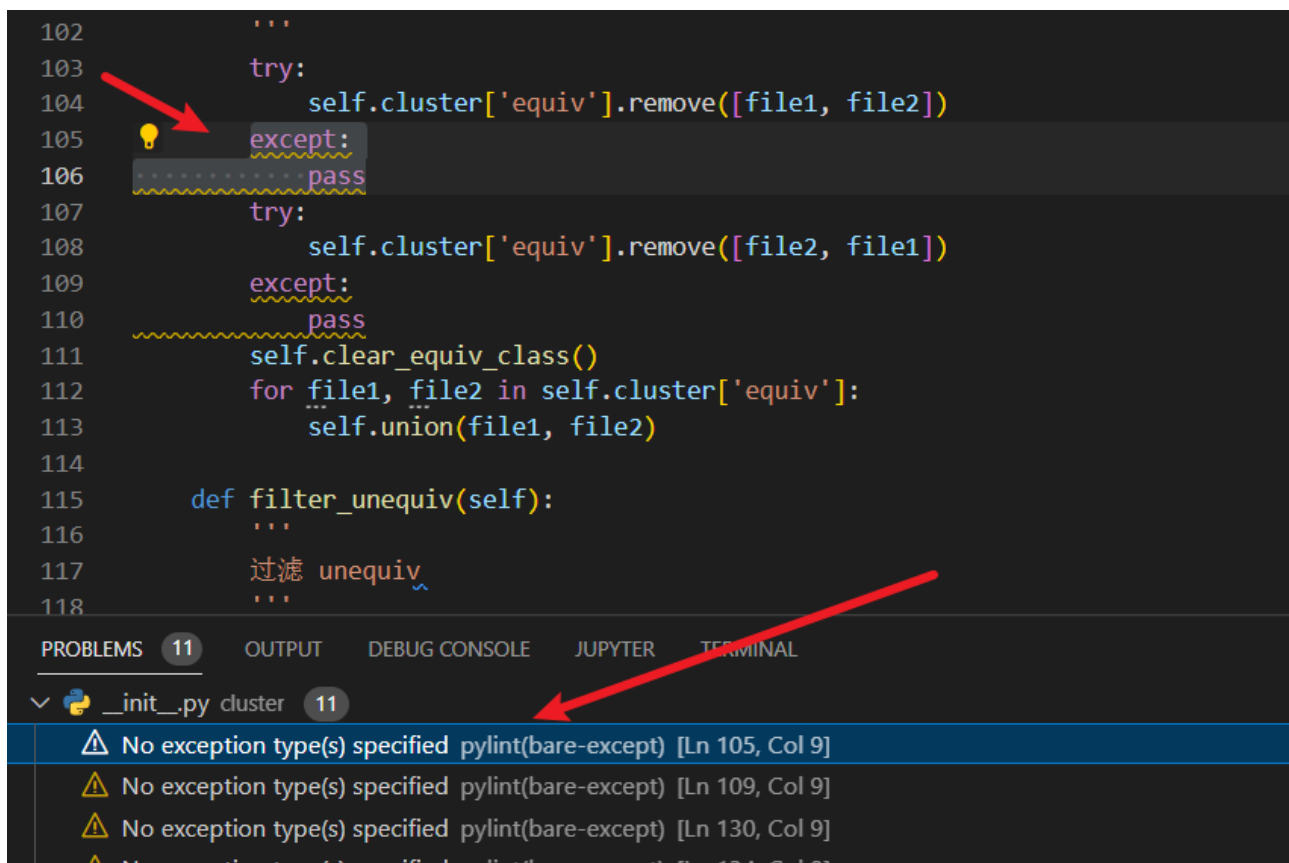 102 '''
103 try:
104 self.cluster['equiv'].remove([file1, file2])
105 except:
106 ············pass
107 try:
108 self.cluster['equiv'].remove([file2, file1])
109 except:
110 pass
111 self.clear_equiv_class()
112 for file1, file2 in self.cluster['equiv']:
113 self.union(file1, file2)
114
115 def filter_unequiv(self):
116 '''
117 过滤 unequiv
118 '''
PROBLEMS 11 OUTPUT DEBUG CONSOLE JUPYTER TERMINAL
__init__.py cluster 11
No exception type(s) specified pylint(bare-except) [Ln 105, Col 9]
No exception type(s) specified pylint(bare-except) [Ln 109, Col 9]
No exception type(s) specified pylint(bare-except) [Ln 130, Col 9]